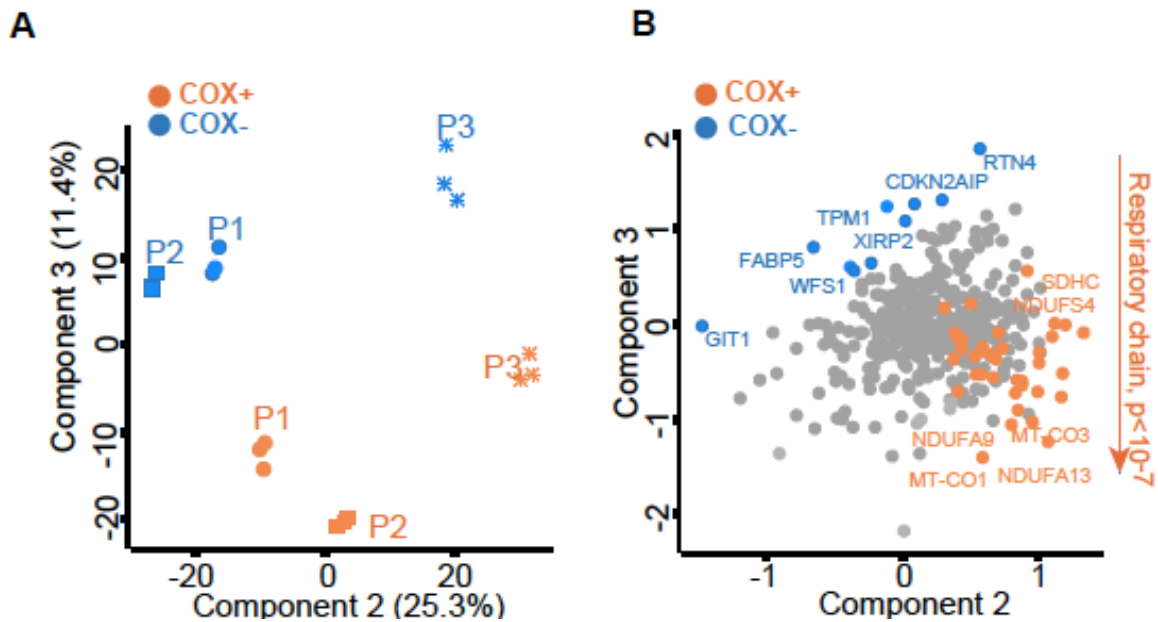 A
COX+
COX-
P3
P1
P2
P3
P1
P2
20
10
0
-10
-20
Component 3 (11.4%)
-20
0
20
Component 2 (25.3%)
B
COX+
COX-
RTN4
CDKN2AIP
TPM1
XIRP2
FABP5
WFS1
GIT1
SDHC
NDUFS4
NDUFA9
MT-CO3
MT-CO1
NDUFA13
Respiratory chain, p<10-7
2
1
0
-1
-2
Component 3
-1
0
1
Component 2